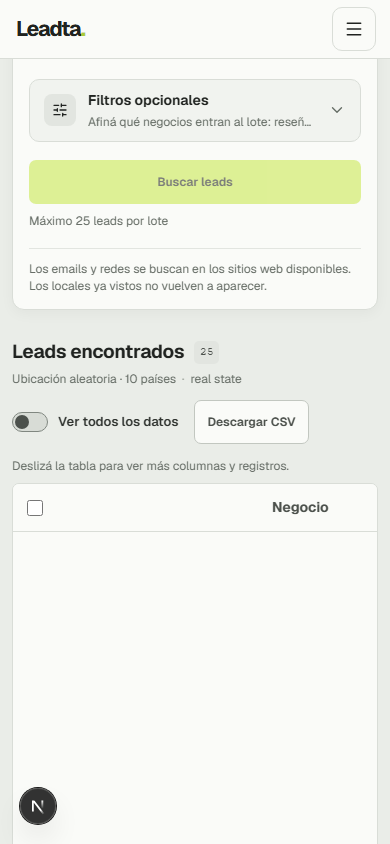 Leadta.
Filtros opcionales
Afiná qué negocios entran al lote: reseñ...
Buscar leads
Máximo 25 leads por lote
Los emails y redes se buscan en los sitios web disponibles.
Los locales ya vistos no vuelven a aparecer.
Leads encontrados 25
Ubicación aleatoria · 10 países · real state
Ver todos los datos
Descargar CSV
Deslizá la tabla para ver más columnas y registros.
Negocio
N